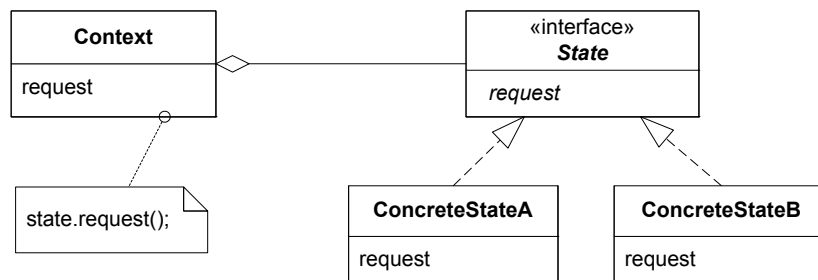 Context
request
«interface»
State
request
state.request();
ConcreteStateA
request
ConcreteStateB
request